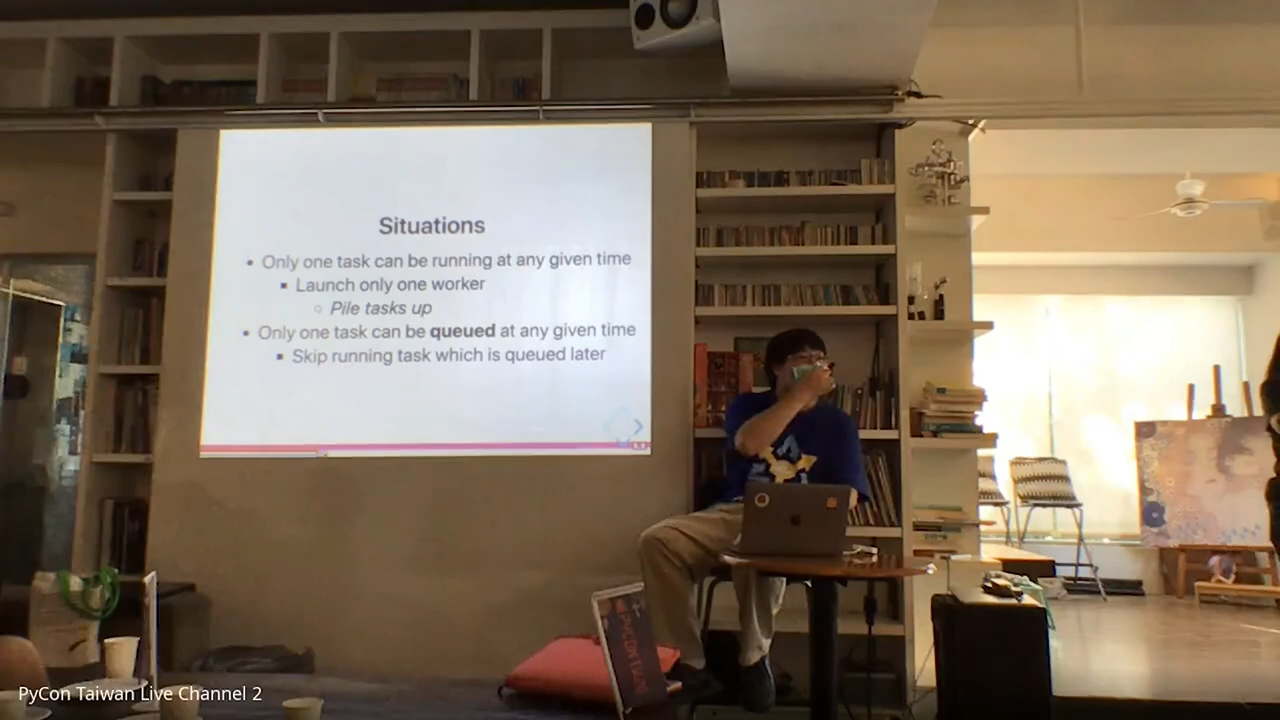 Situations
• Only one task can be running at any given time
▪ Launch only one worker
○ Pile tasks up
• Only one task can be queued at any given time
▪ Skip running task which is queued later
PyCon Taiwan Live Channel 2